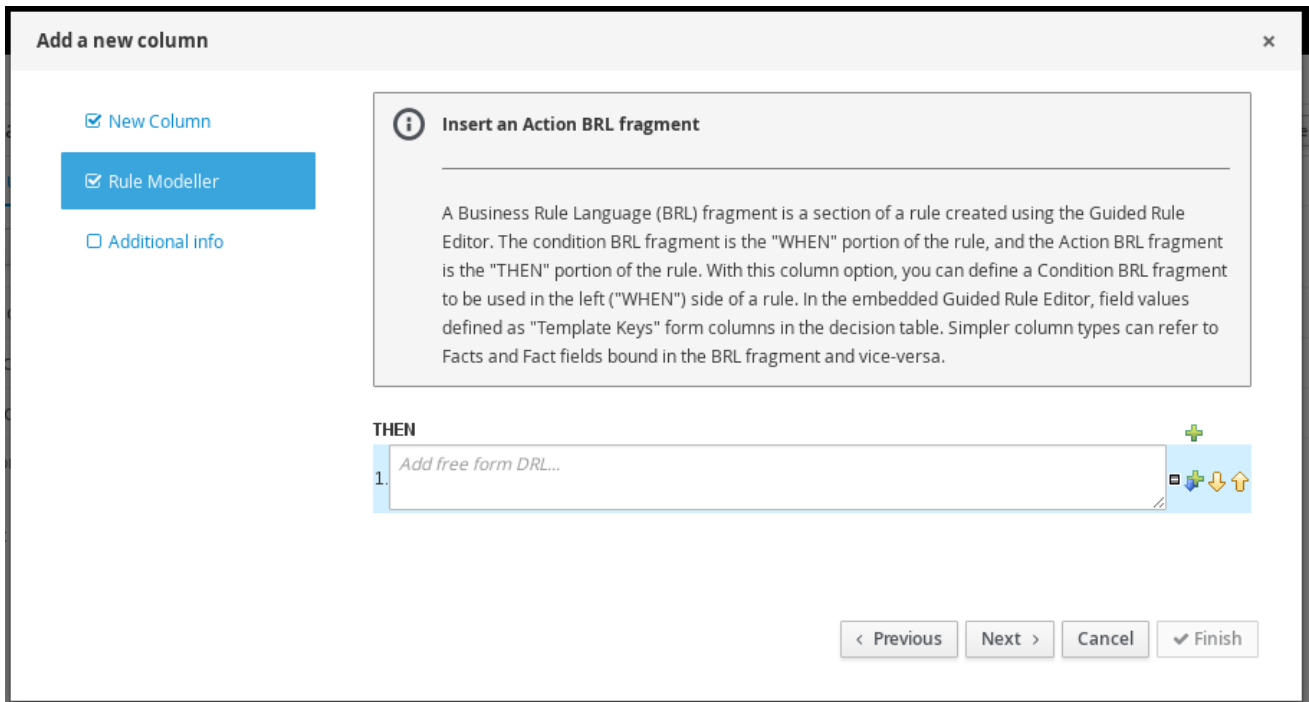 Add a new column
×
New Column
Rule Modeller
Additional info
Insert an Action BRL fragment
A Business Rule Language (BRL) fragment is a section of a rule created using the Guided Rule
Editor. The condition BRL fragment is the "WHEN" portion of the rule, and the Action BRL fragment
is the "THEN" portion of the rule. With this column option, you can define a Condition BRL fragment
to be used in the left ("WHEN") side of a rule. In the embedded Guided Rule Editor, field values
defined as "Template Keys" form columns in the decision table. Simpler column types can refer to
Facts and Fact fields bound in the BRL fragment and vice-versa.
THEN
1. Add free form DRL...
< Previous Next > Cancel ✔ Finish